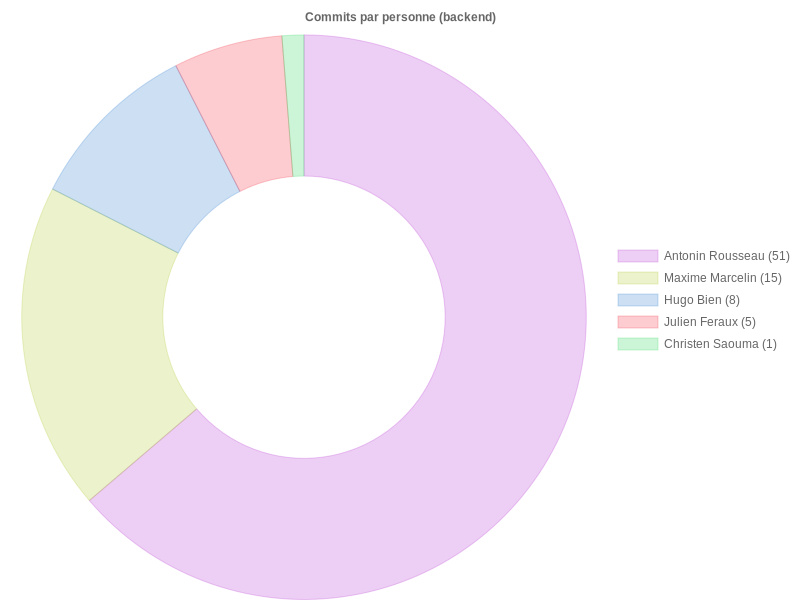 Commits par personne (backend)
Antonin Rousseau (51)
Maxime Marcelin (15)
Hugo Bien (8)
Julien Feraux (5)
Christen Saouma (1)